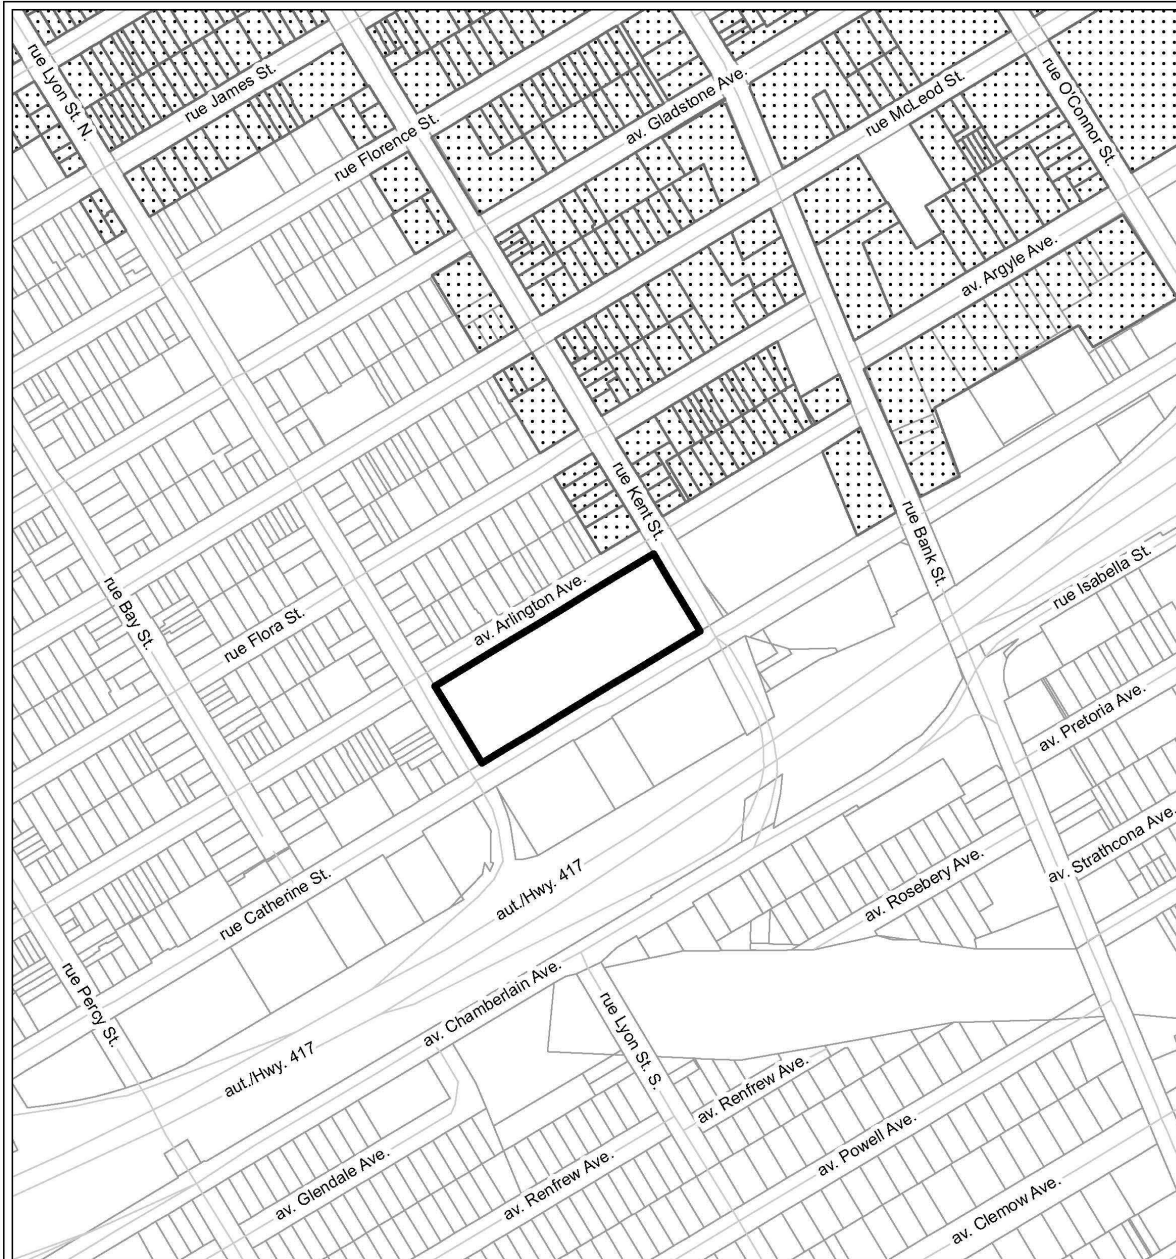 rue Lyon St. N
rue James St.
rue Florence St.
av. Gladstone Ave.
rue McLeod St.
rue O'Connor St.
av. Argyle Ave.
rue Kent St.
rue Bank St.
rue Isabella St.
av. Arlington Ave.
rue Bay St.
rue Flora St.
av. Pretoria Ave.
av. Strathcona Ave.
av. Rosebery Ave.
aut./Hwy. 417
rue Catherine St.
rue Percy St.
av. Chamberlain Ave.
rue Lyon St. S.
aut./Hwy. 417
av. Renfrew Ave.
av. Powell Ave.
av. Glendale Ave.
av. Renfrew Ave.
av. Clemow Ave.